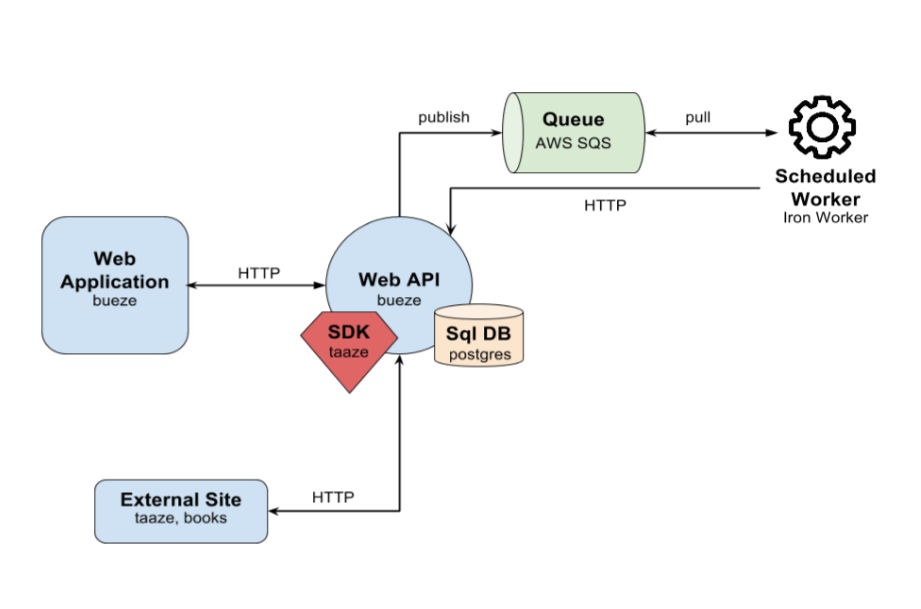 publish
Queue
AWS SQS
pull
Scheduled
Worker
Iron Worker
HTTP
Web
Application
bueze
HTTP
Web API
bueze
SDK
taaze
Sql DB
postgres
External Site
taaze, books
HTTP